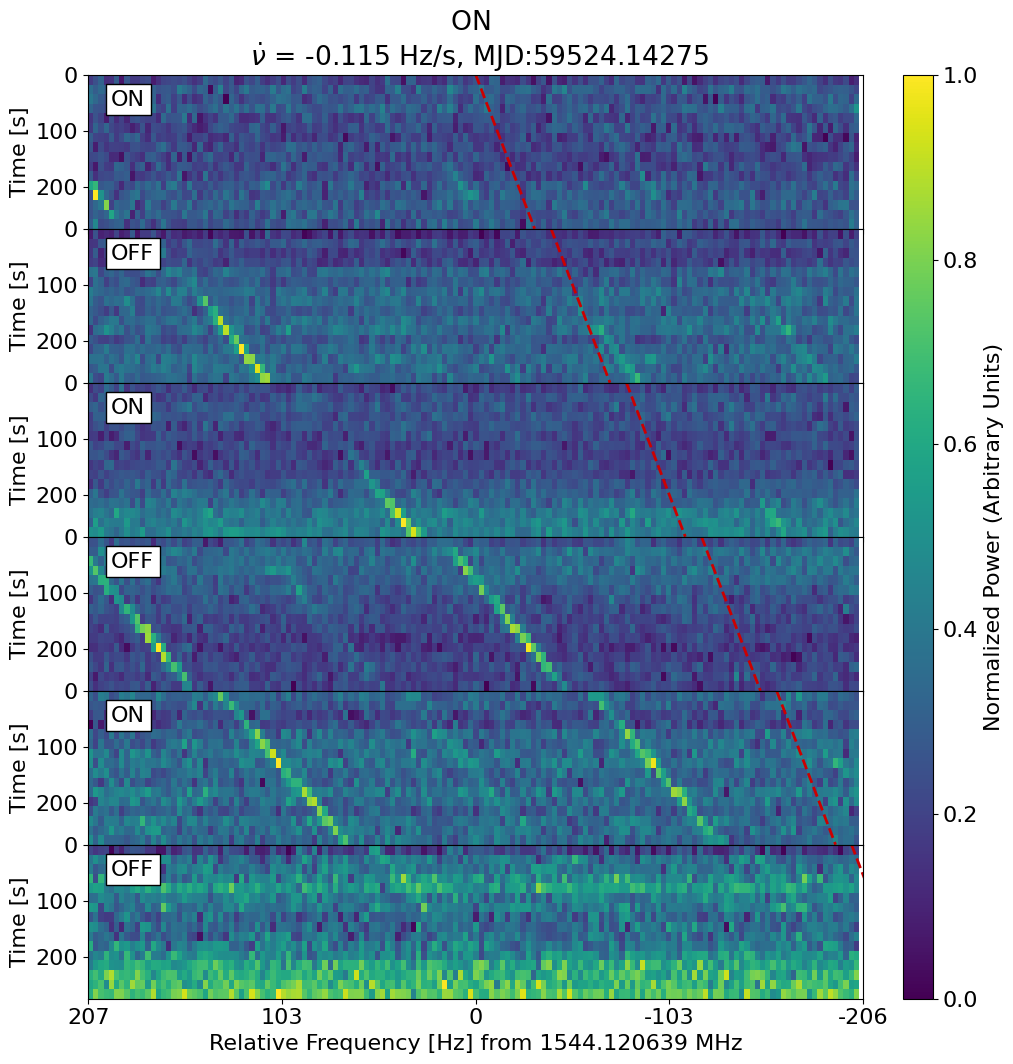 ON
ν̇ = -0.115 Hz/s, MJD:59524.14275
0
ON
100
200
Time [s]
0
OFF
100
200
Time [s]
0
ON
100
200
Time [s]
0
OFF
100
200
Time [s]
0
ON
100
200
Time [s]
0
OFF
100
200
Time [s]
207
103
0
-103
-206
Relative Frequency [Hz] from 1544.120639 MHz
1.0
0.8
0.6
0.4
0.2
0.0
Normalized Power (Arbitrary Units)